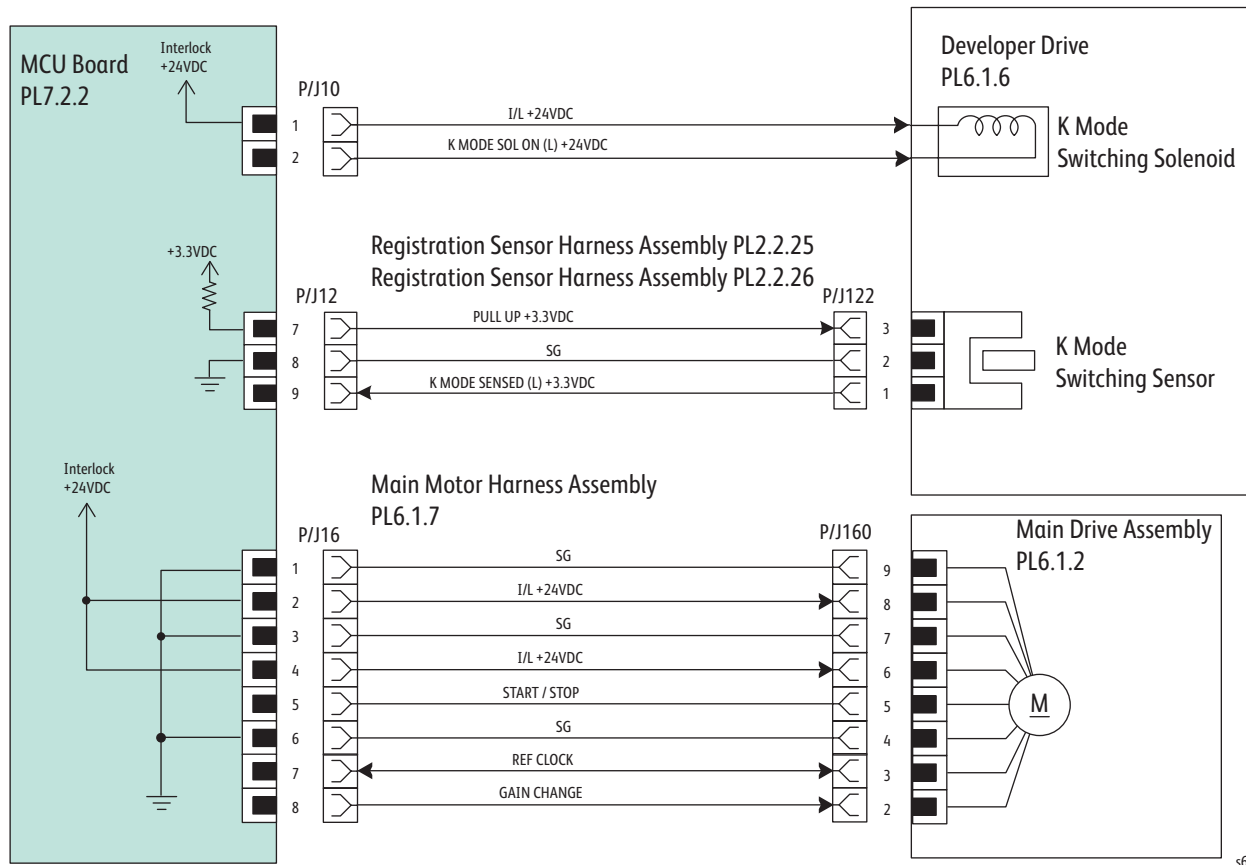 MCU Board
PL7.2.2
Interlock
+24VDC
P/J10
1
2
I/L +24VDC
K MODE SOL ON (L) +24VDC
Developer Drive
PL6.1.6
K Mode
Switching Solenoid
+3.3VDC
Registration Sensor Harness Assembly PL2.2.25
Registration Sensor Harness Assembly PL2.2.26
P/J12
P/J122
7
PULL UP +3.3VDC
3
8
SG
2
9
K MODE SENSED (L) +3.3VDC
1
K Mode
Switching Sensor
Interlock
+24VDC
Main Motor Harness Assembly
PL6.1.7
P/J16
P/J160
Main Drive Assembly
PL6.1.2
1
SG
9
2
I/L +24VDC
8
3
SG
7
4
I/L +24VDC
6
5
START / STOP
5
6
SG
4
7
REF CLOCK
3
8
GAIN CHANGE
2
M